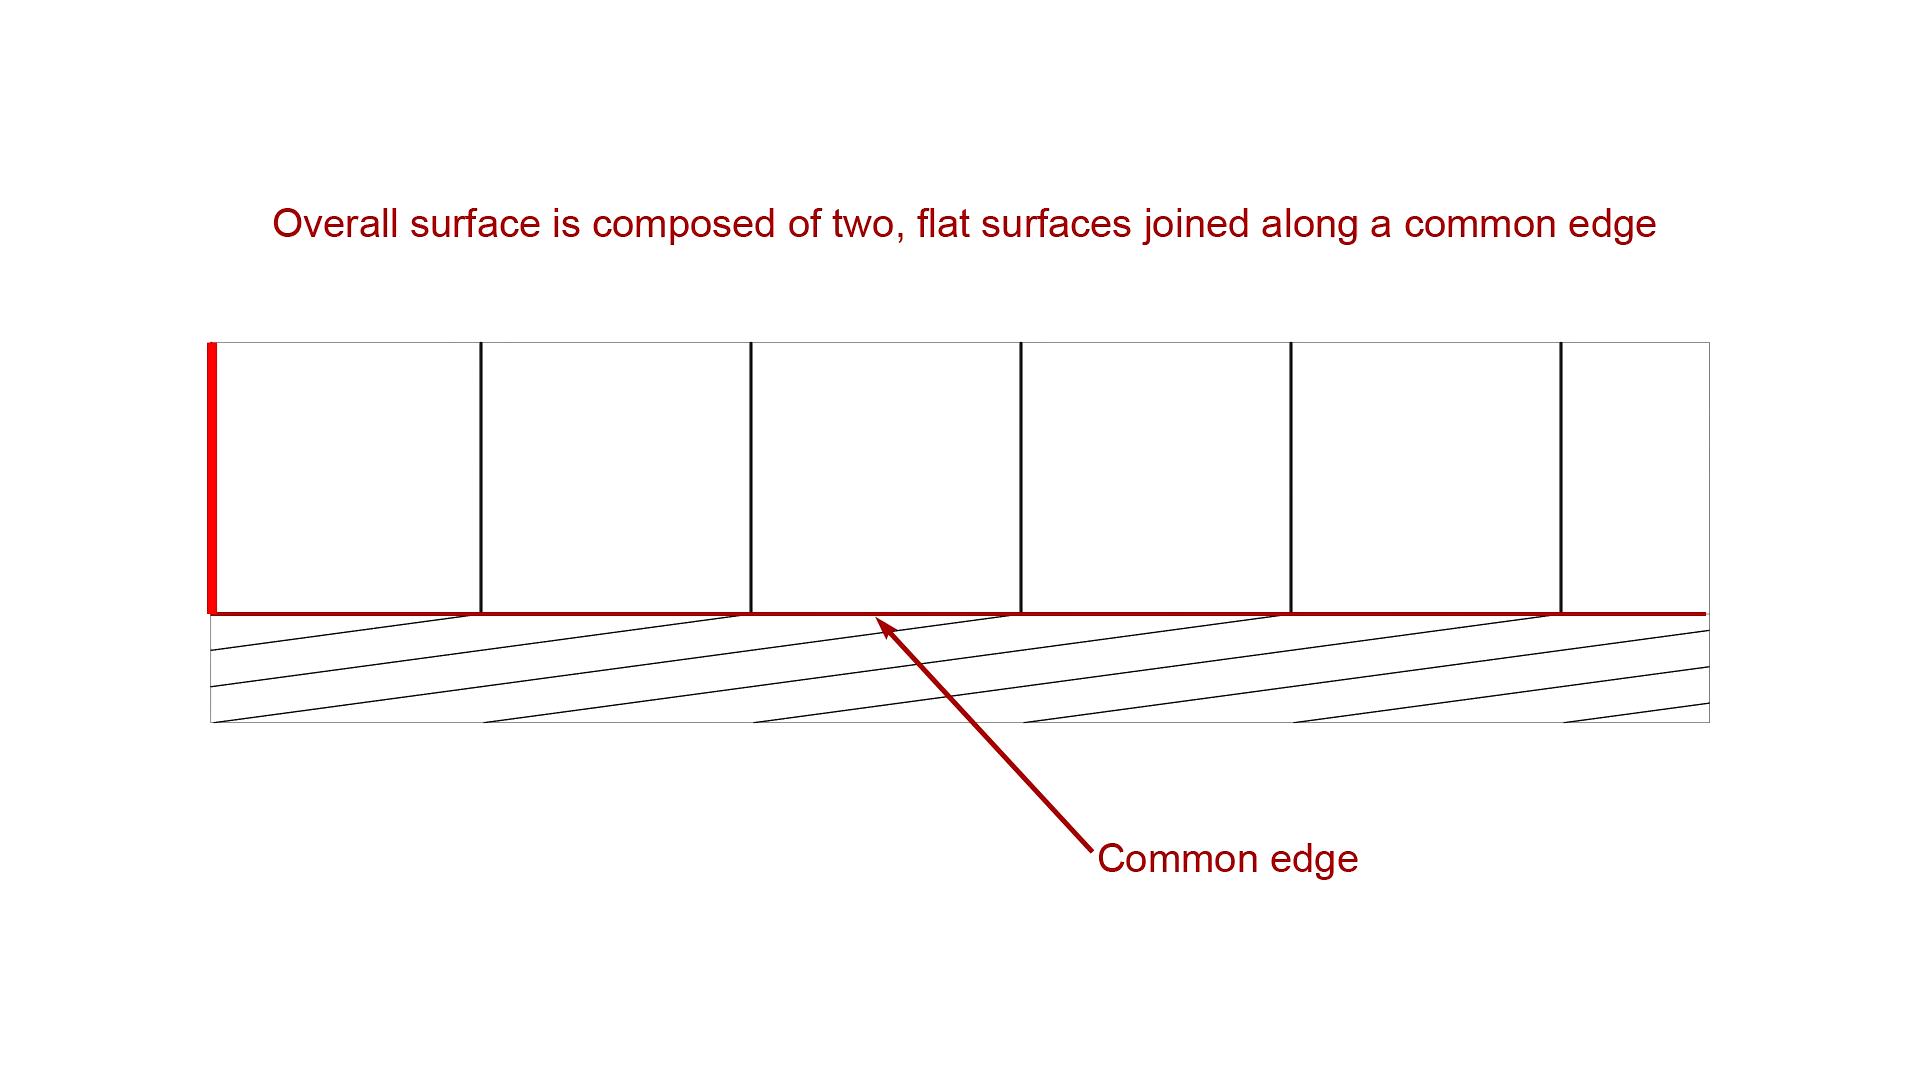 Overall surface is composed of two, flat surfaces joined along a common edge
Common edge